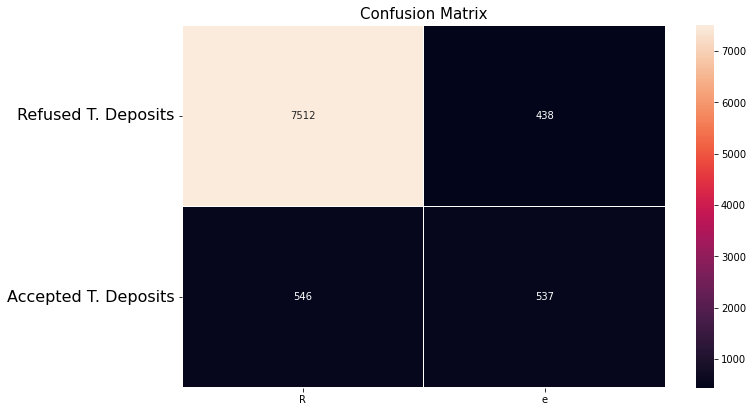 Confusion Matrix
Refused T. Deposits
7512
438
Accepted T. Deposits
546
537
R
e
7000
6000
5000
4000
3000
2000
1000